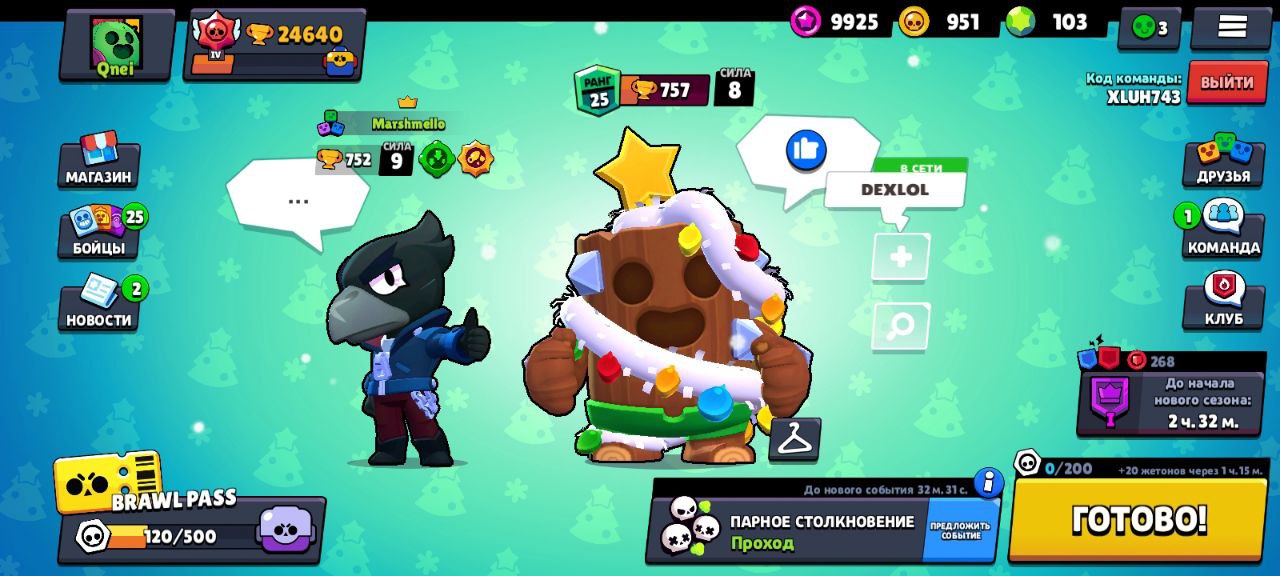 Qnei
IV
24640
9925
951
103
3
Код команды:
XLUH743
ВЫЙТИ
РАНГ
25
757
СИЛА
8
Marshmello
752
СИЛА
9
...
В СЕТИ
DEXLOL
МАГАЗИН
БОЙЦЫ
25
НОВОСТИ
2
ДРУЗЬЯ
1
КОМАНДА
КЛУБ
268
До начала
нового сезона:
2 ч. 32 м.
BRAWL PASS
120/500
До нового события 32 м. 31 с.
ПАРНОЕ СТОЛКНОВЕНИЕ
Проход
ПРЕДЛОЖИТЬ
СОБЫТИЕ
0/200
+20 жетонов через 1 ч. 15 м.
ГОТОВО!